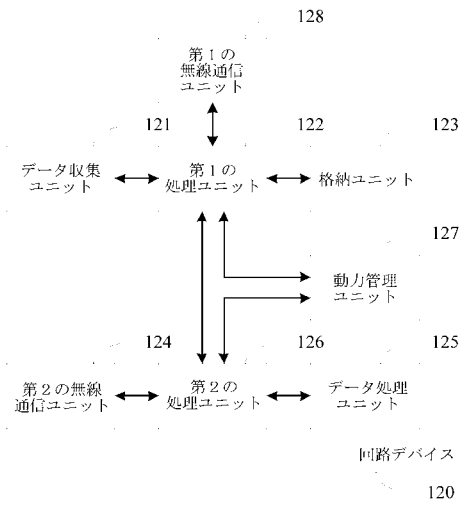 128
第1の
無線通信
ユニット
121
122
123
データ収集
ユニット
第1の
処理ユニット
格納ユニット
127
動力管理
ユニット
124
126
125
第2の無線
通信ユニット
第2の
処理ユニット
データ処理
ユニット
回路デバイス
120